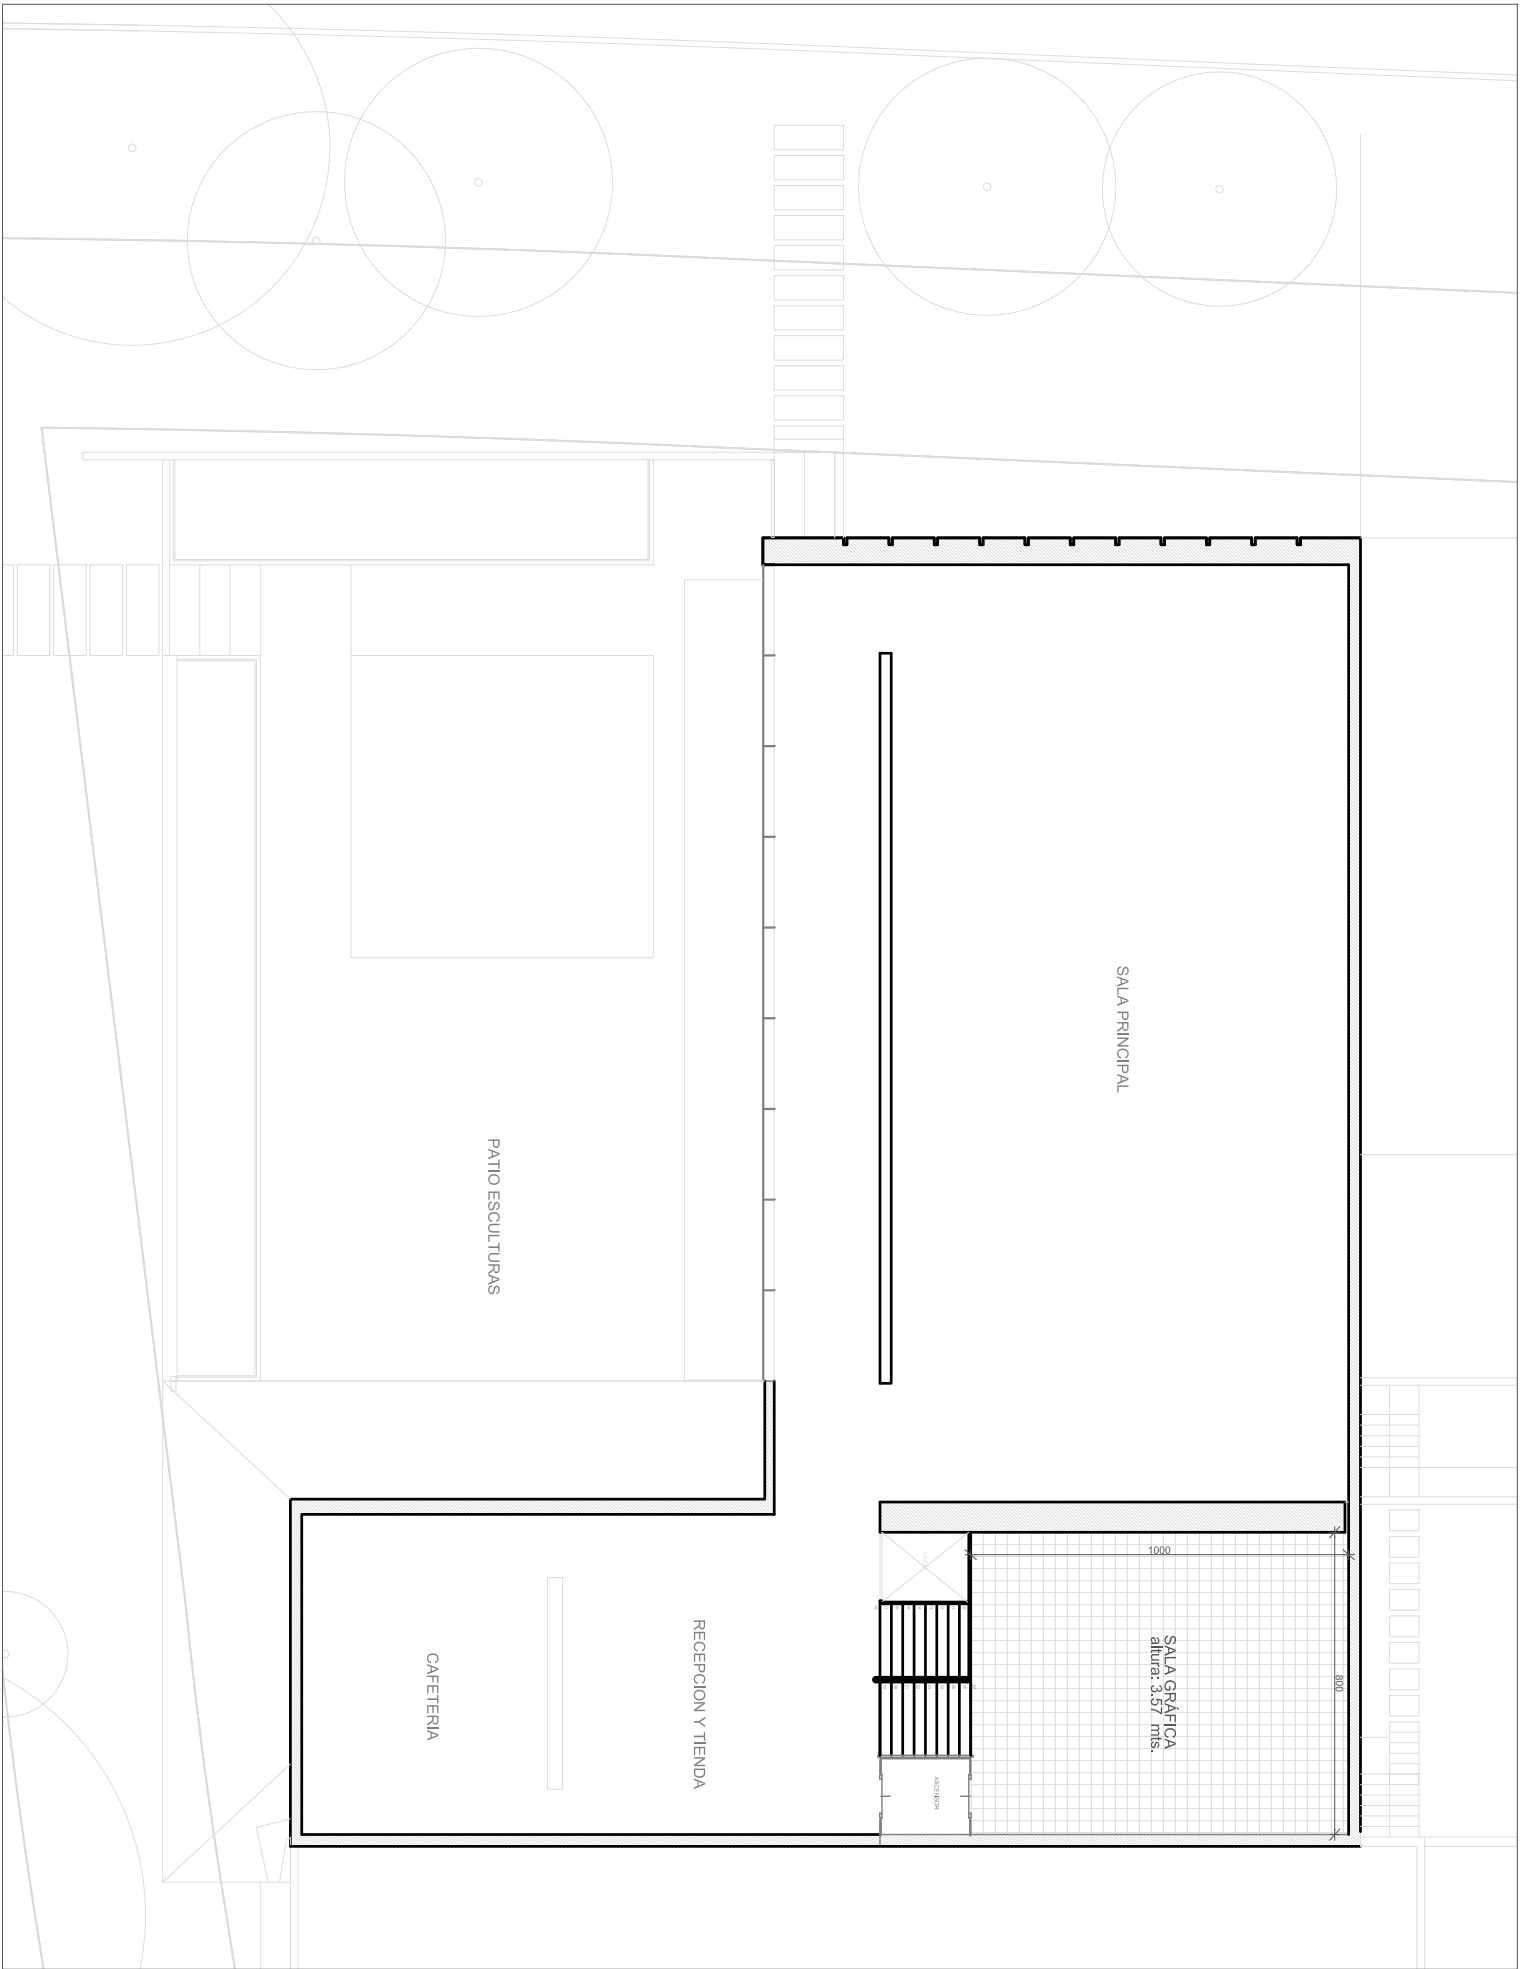 SALA PRINCIPAL
PATIO ESCULTURAS
1000
800
SALA GRÁFICA
altura: 3.57 mts.
RECEPCION Y TIENDA
CAFETERIA
ASCENSOR